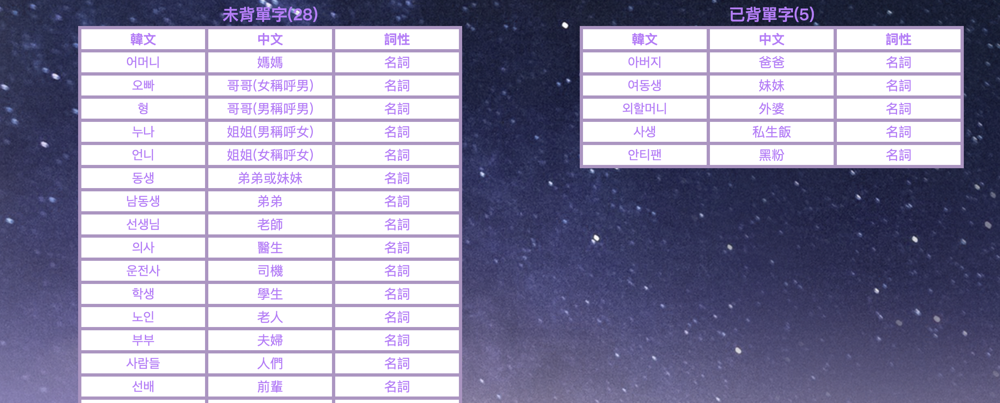 未背單字(28)
韓文 中文 詞性
어머니 媽媽 名詞
오빠 哥哥(女稱呼男) 名詞
형 哥哥(男稱呼男) 名詞
누나 姐姐(男稱呼女) 名詞
언니 姐姐(女稱呼女) 名詞
동생 弟弟或妹妹 名詞
남동생 弟弟 名詞
선생님 老師 名詞
의사 醫生 名詞
운전사 司機 名詞
학생 學生 名詞
노인 老人 名詞
부부 夫婦 名詞
사람들 人們 名詞
선배 前輩 名詞
已背單字(5)
韓文 中文 詞性
아버지 爸爸 名詞
여동생 妹妹 名詞
외할머니 外婆 名詞
사생 私生飯 名詞
안티팬 黑粉 名詞